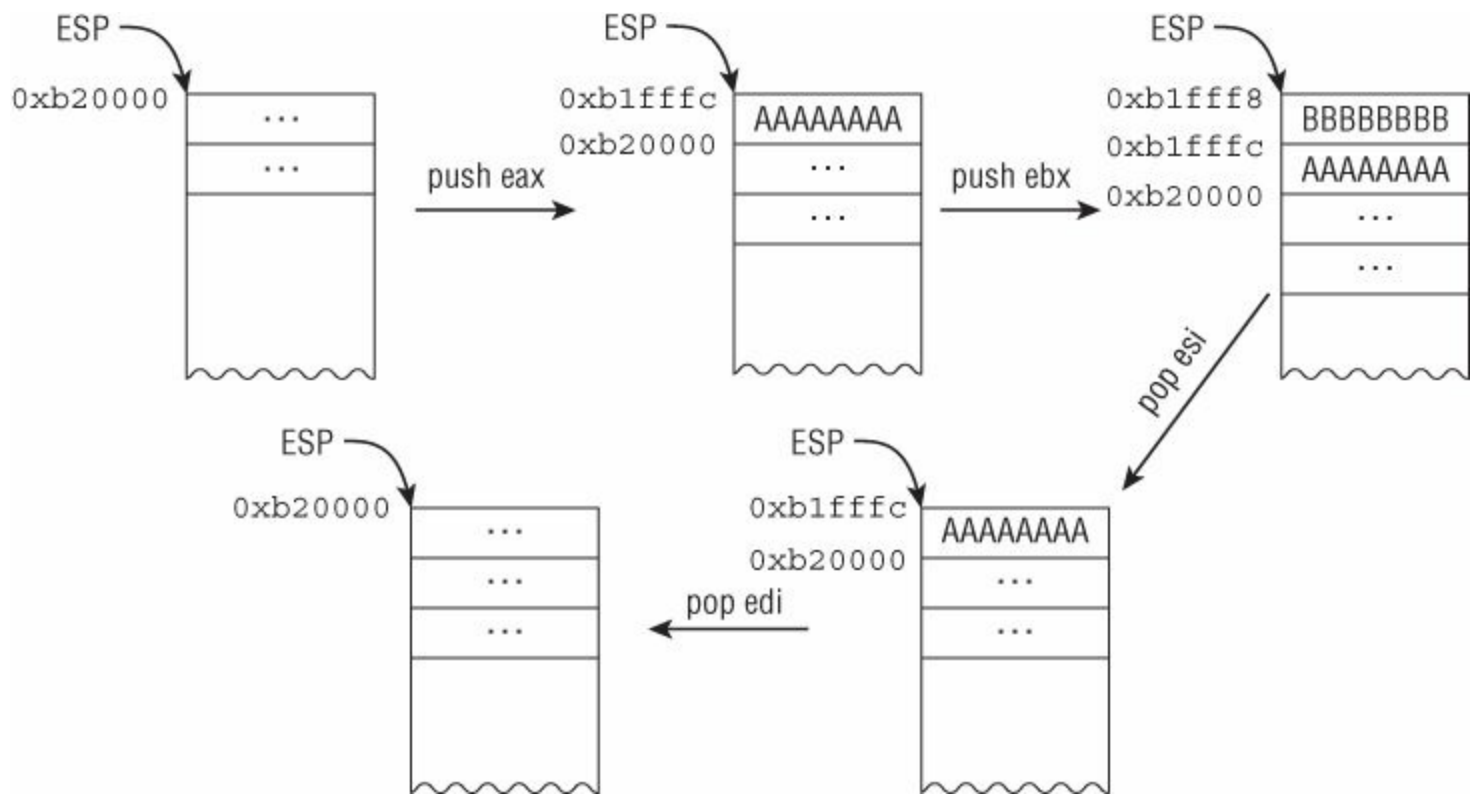 ESP
0xb20000
...
...
push eax
ESP
0xb1fffc
AAAAAAAA
0xb20000
...
...
push ebx
ESP
0xb1fff8
BBBBBBBB
0xb1fffc
AAAAAAAA
0xb20000
...
...
pop esi
ESP
0xb1fffc
AAAAAAAA
0xb20000
...
...
pop edi
ESP
0xb20000
...
...
...